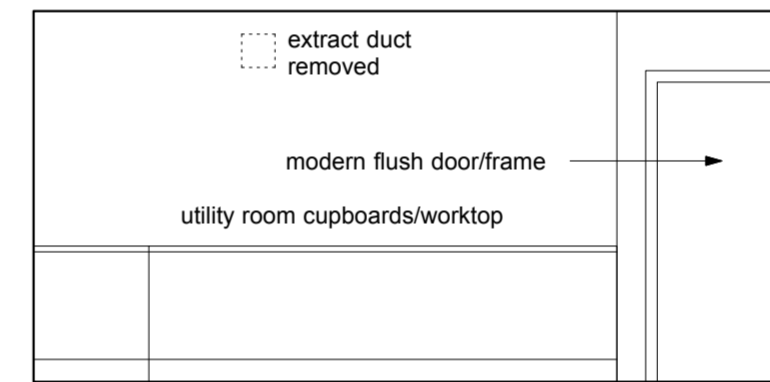 extract duct
removed
modern flush door/frame
utility room cupboards/worktop